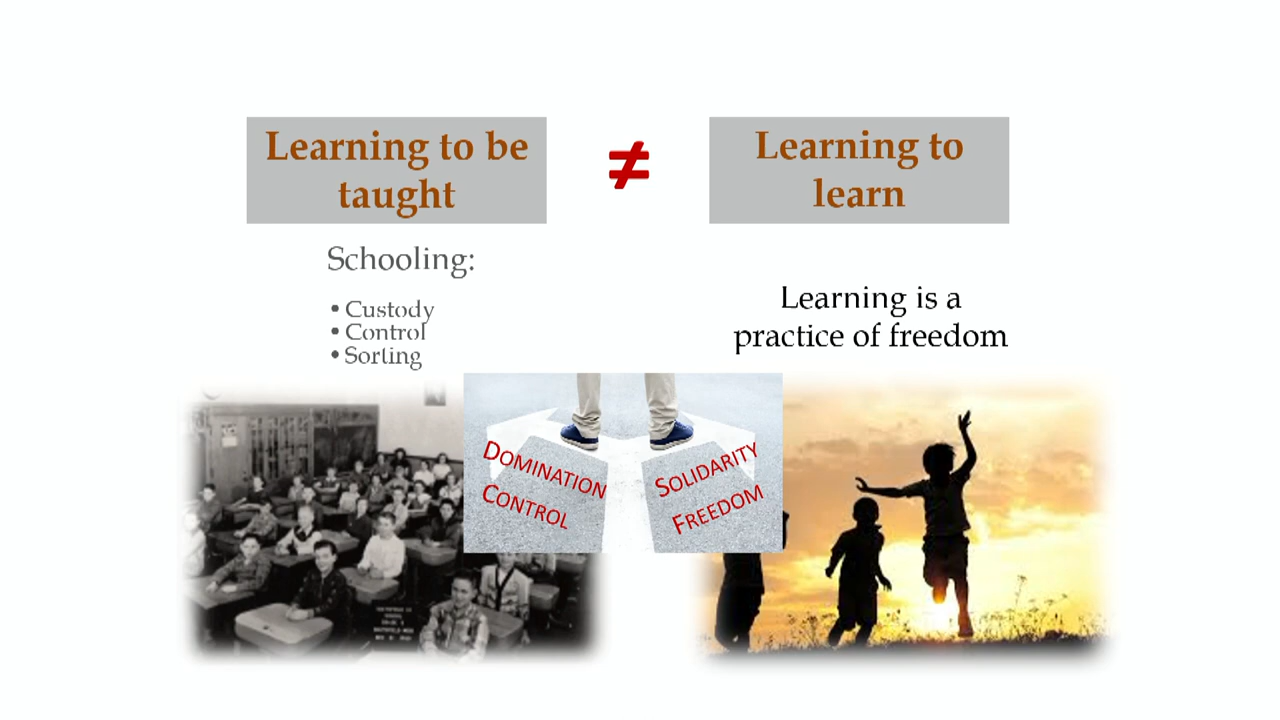 Learning to be
taught
≠
Learning to
learn
Schooling:
• Custody
• Control
• Sorting
Learning is a
practice of freedom
DOMINATION
CONTROL
SOLIDARITY
FREEDOM